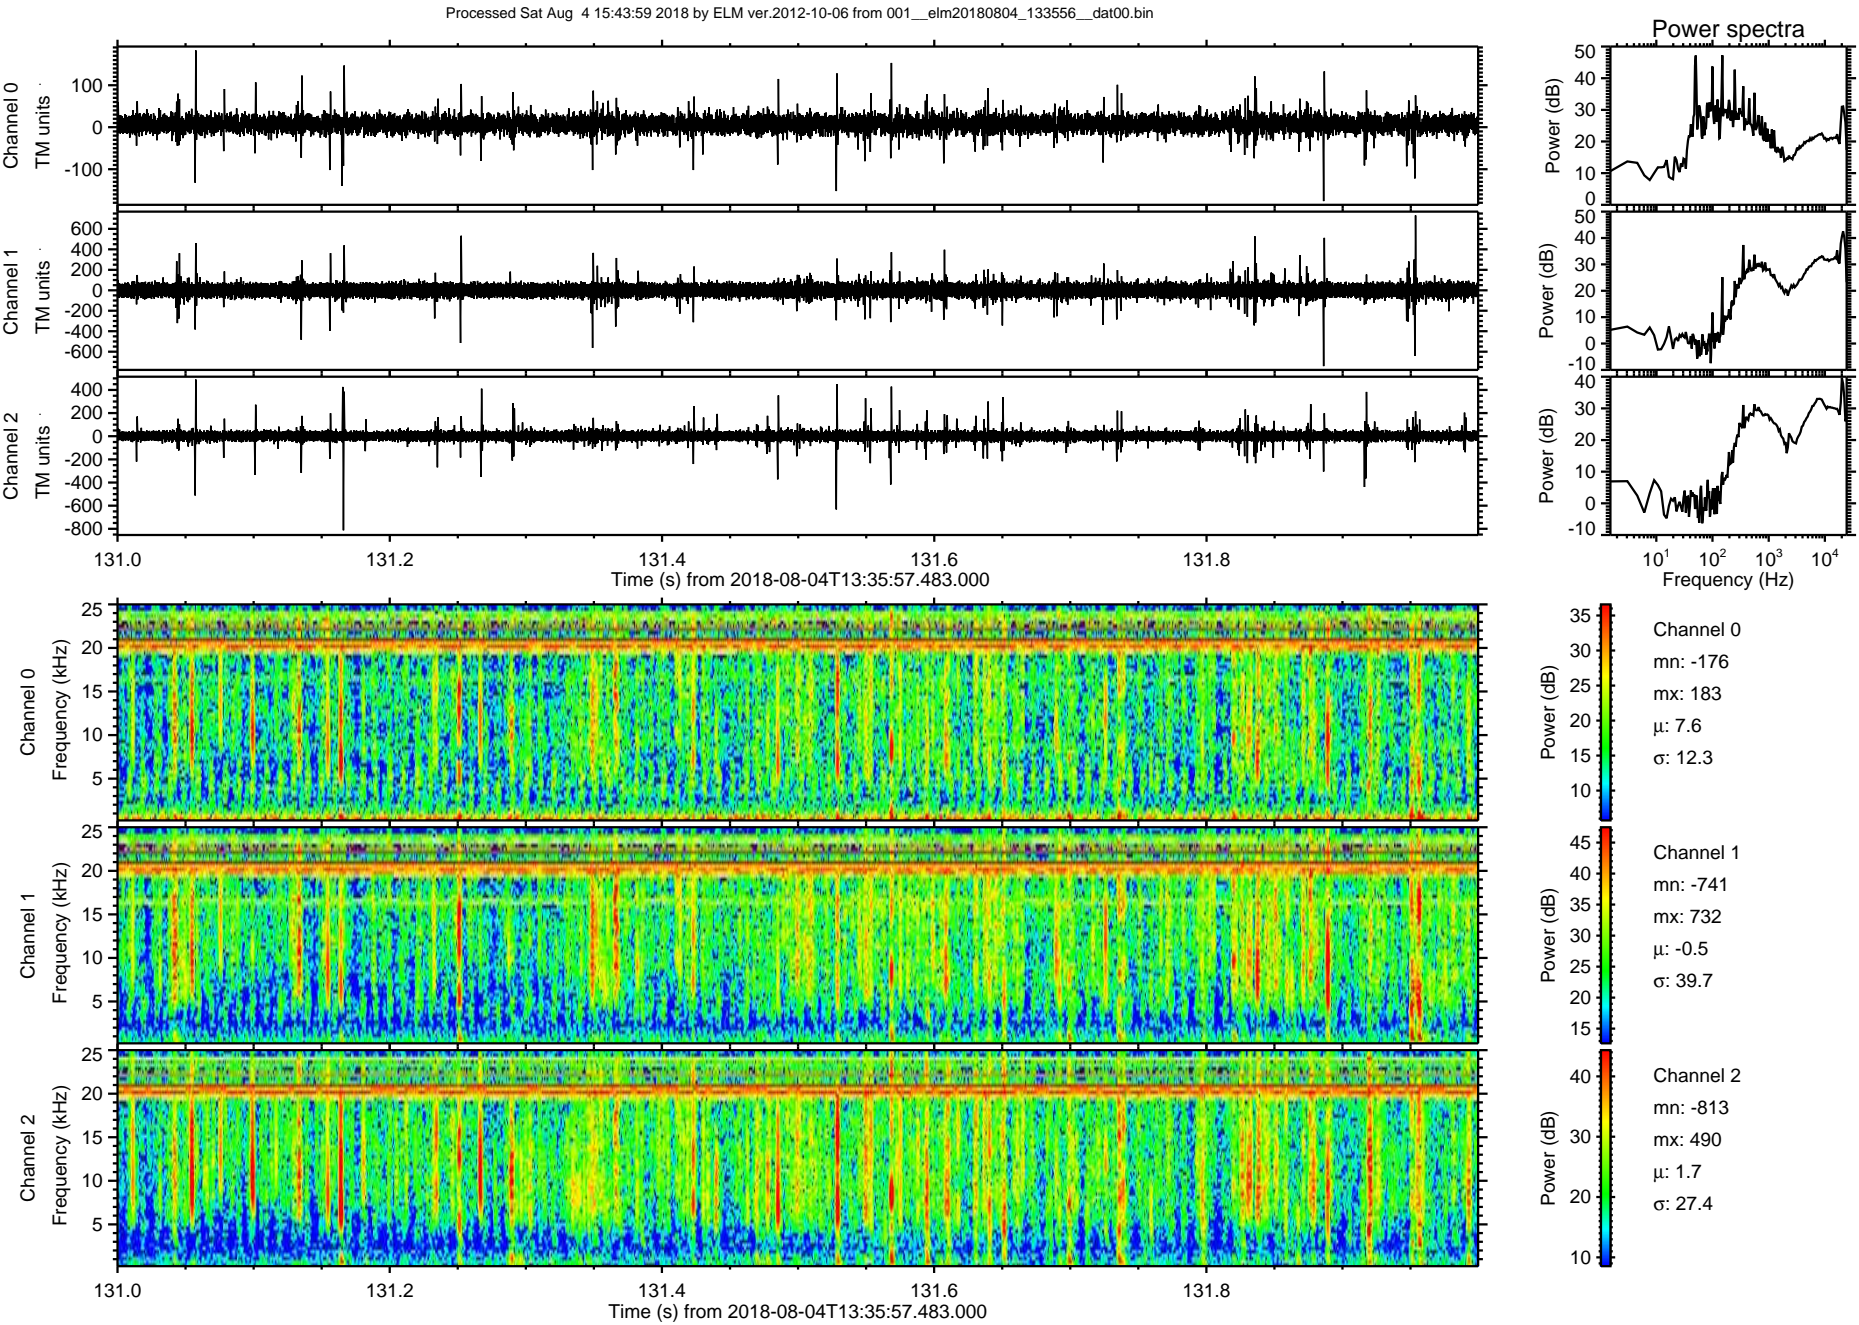 Processed Sat Aug  4 15:43:59 2018 by ELM ver.2012-10-06 from 001__elm20180804_133556__dat00.bin
Power spectra
Channel 0
TM units
100
0
-100
Power (dB)
50
40
30
20
10
0
Channel 1
TM units
600
400
200
0
-200
-400
-600
Power (dB)
50
40
30
20
10
0
-10
Channel 2
TM units
400
200
0
-200
-400
-600
-800
Power (dB)
40
30
20
10
0
-10
131.0 131.2 131.4 131.6 131.8
Time (s) from 2018-08-04T13:35:57.483.000
10^1 10^2 10^3 10^4
Frequency (Hz)
Channel 0
Frequency (kHz)
25
20
15
10
5
Power (dB)
35
30
25
20
15
10
Channel 0
mn: -176
mx: 183
μ: 7.6
σ: 12.3
Channel 1
Frequency (kHz)
25
20
15
10
5
Power (dB)
45
40
35
30
25
20
15
Channel 1
mn: -741
mx: 732
μ: -0.5
σ: 39.7
Channel 2
Frequency (kHz)
25
20
15
10
5
Power (dB)
40
30
20
10
Channel 2
mn: -813
mx: 490
μ: 1.7
σ: 27.4
131.0 131.2 131.4 131.6 131.8
Time (s) from 2018-08-04T13:35:57.483.000